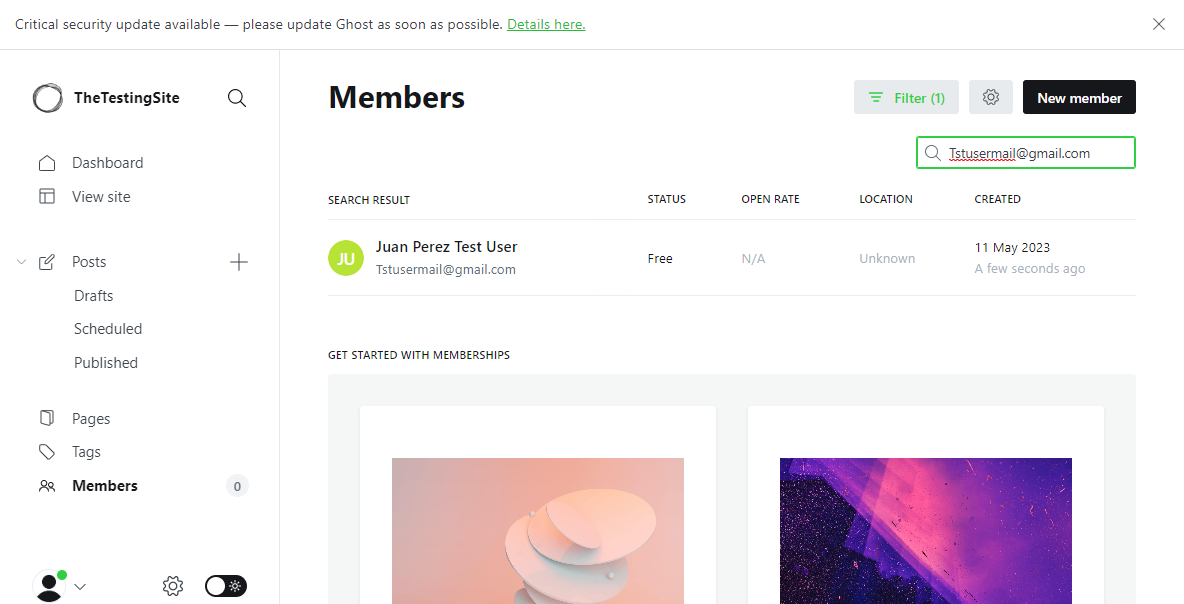 Critical security update available — please update Ghost as soon as possible. Details here.
TheTestingSite
Dashboard
View site
Posts
Drafts
Scheduled
Published
Pages
Tags
Members 0
Members
Filter (1)
New member
Tstusermail@gmail.com
SEARCH RESULT STATUS OPEN RATE LOCATION CREATED
JU
Juan Perez Test User
Tstusermail@gmail.com
Free
N/A
Unknown
11 May 2023
A few seconds ago
GET STARTED WITH MEMBERSHIPS